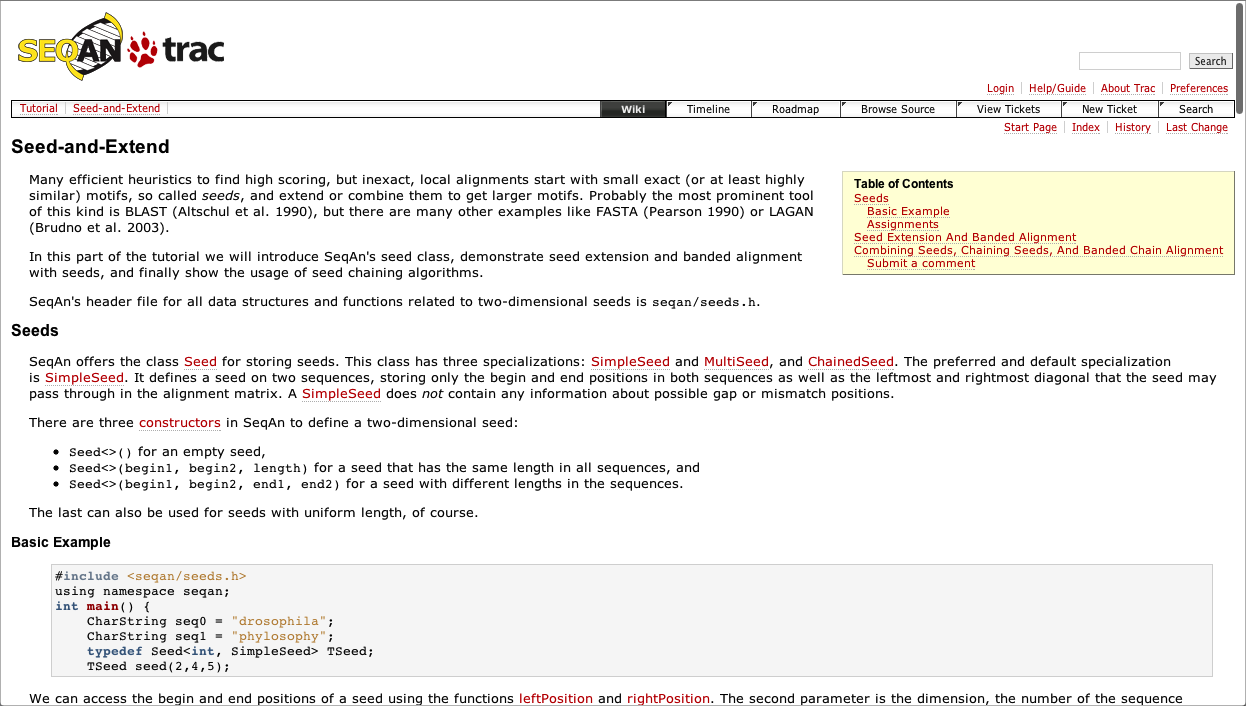 SEQAN trac
Search
Login Help/Guide About Trac Preferences
Tutorial Seed-and-Extend Wiki Timeline Roadmap Browse Source View Tickets New Ticket Search
Start Page Index History Last Change
Seed-and-Extend
Many efficient heuristics to find high scoring, but inexact, local alignments start with small exact (or at least highly
similar) motifs, so called seeds, and extend or combine them to get larger motifs. Probably the most prominent tool
of this kind is BLAST (Altschul et al. 1990), but there are many other examples like FASTA (Pearson 1990) or LAGAN
(Brudno et al. 2003).
In this part of the tutorial we will introduce SeqAn's seed class, demonstrate seed extension and banded alignment
with seeds, and finally show the usage of seed chaining algorithms.
SeqAn's header file for all data structures and functions related to two-dimensional seeds is seqan/seeds.h.
Table of Contents
Seeds
Basic Example
Assignments
Seed Extension And Banded Alignment
Combining Seeds, Chaining Seeds, And Banded Chain Alignment
Submit a comment
Seeds
SeqAn offers the class Seed for storing seeds. This class has three specializations: SimpleSeed and MultiSeed, and ChainedSeed. The preferred and default specialization
is SimpleSeed. It defines a seed on two sequences, storing only the begin and end positions in both sequences as well as the leftmost and rightmost diagonal that the seed may
pass through in the alignment matrix. A SimpleSeed does not contain any information about possible gap or mismatch positions.
There are three constructors in SeqAn to define a two-dimensional seed:
• Seed<>() for an empty seed,
• Seed<>(begin1, begin2, length) for a seed that has the same length in all sequences, and
• Seed<>(begin1, begin2, end1, end2) for a seed with different lengths in the sequences.
The last can also be used for seeds with uniform length, of course.
Basic Example
#include <seqan/seeds.h>
using namespace seqan;
int main() {
    CharString seq0 = "drosophila";
    CharString seq1 = "phylosophy";
    typedef Seed<int, SimpleSeed> TSeed;
    TSeed seed(2,4,5);
We can access the begin and end positions of a seed using the functions leftPosition and rightPosition. The second parameter is the dimension, the number of the sequence